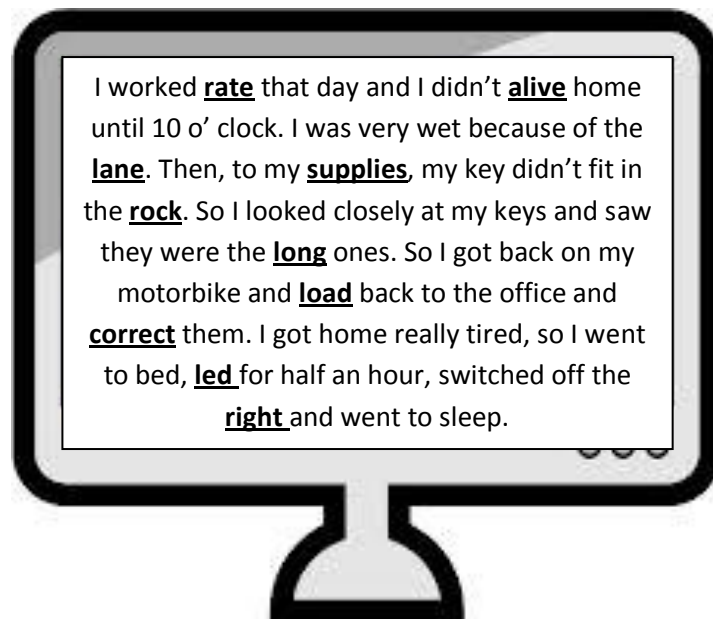 I worked rate that day and I didn’t alive home
until 10 o’ clock. I was very wet because of the
lane. Then, to my supplies, my key didn’t fit in
the rock. So I looked closely at my keys and saw
they were the long ones. So I got back on my
motorbike and load back to the office and
correct them. I got home really tired, so I went
to bed, led for half an hour, switched off the
right and went to sleep.